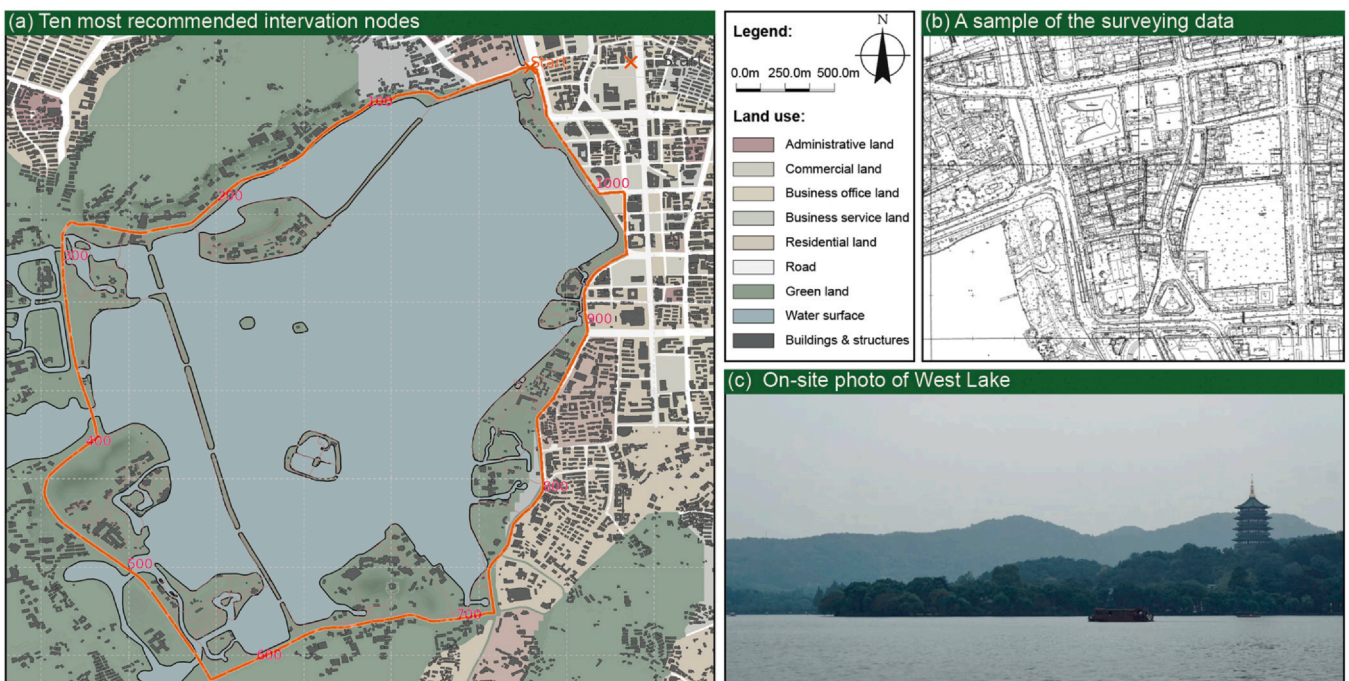 (a) Ten most recommended intervation nodes
Start
Start
100
200
300
400
500
600
700
800
900
1000
Legend:
N
0.0m 250.0m 500.0m
Land use:
Administrative land
Commercial land
Business office land
Business service land
Residential land
Road
Green land
Water surface
Buildings & structures
(b) A sample of the surveying data
(c) On-site photo of West Lake